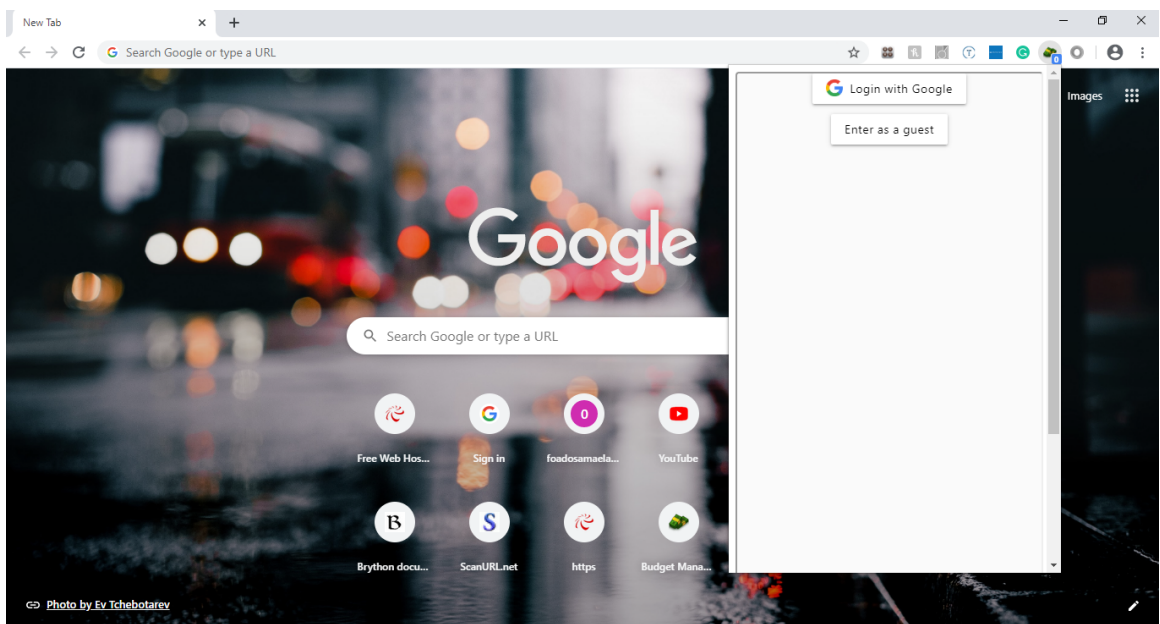 New Tab
Search Google or type a URL
0
Login with Google
Images
Enter as a guest
Google
Search Google or type a URL
0
Free Web Hos...
Sign in
foadosamaela...
YouTube
B
S
Brython docu...
ScanURL.net
https
Budget Mana...
Photo by Ev Tchebotarev